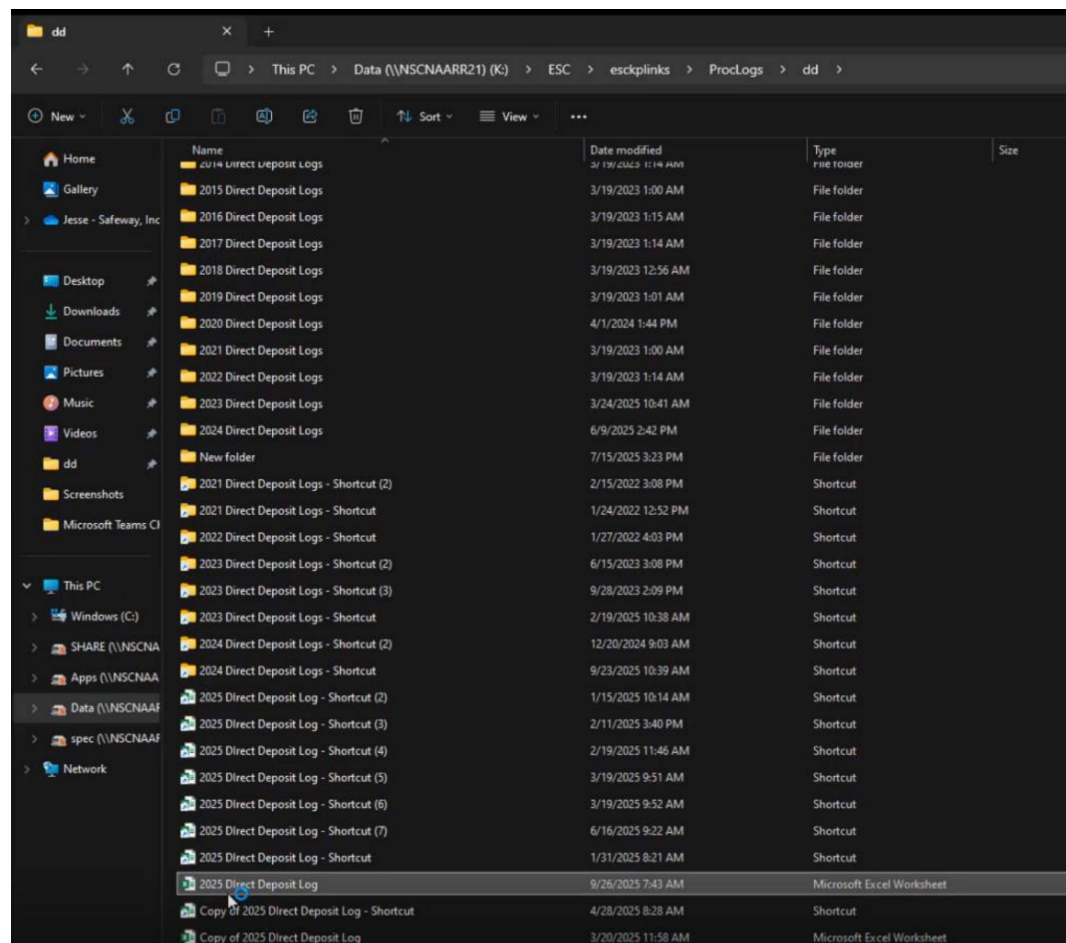 dd
This PC > Data (\\NSCNAARR21) (K:) > ESC > esckplinks > ProcLogs > dd >
New Sort View
Name Date modified Type Size
2014 Direct Deposit Logs 3/19/2023 1:14 AM File folder
Home
2015 Direct Deposit Logs 3/19/2023 1:00 AM File folder
Gallery
2016 Direct Deposit Logs 3/19/2023 1:15 AM File folder
Jesse - Safeway, Inc
2017 Direct Deposit Logs 3/19/2023 1:14 AM File folder
2018 Direct Deposit Logs 3/19/2023 12:56 AM File folder
Desktop
2019 Direct Deposit Logs 3/19/2023 1:01 AM File folder
Downloads
2020 Direct Deposit Logs 4/1/2024 1:44 PM File folder
Documents
2021 Direct Deposit Logs 3/19/2023 1:00 AM File folder
Pictures
2022 Direct Deposit Logs 3/19/2023 1:14 AM File folder
Music
2023 Direct Deposit Logs 3/24/2025 10:41 AM File folder
Videos
2024 Direct Deposit Logs 6/9/2025 2:42 PM File folder
dd
New folder 7/15/2025 3:23 PM File folder
Screenshots
2021 Direct Deposit Logs - Shortcut (2) 2/15/2022 3:08 PM Shortcut
Microsoft Teams Cl
2021 Direct Deposit Logs - Shortcut 1/24/2022 12:52 PM Shortcut
2022 Direct Deposit Logs - Shortcut 1/27/2022 4:03 PM Shortcut
2023 Direct Deposit Logs - Shortcut (2) 6/15/2023 3:08 PM Shortcut
This PC
2023 Direct Deposit Logs - Shortcut (3) 9/28/2023 2:09 PM Shortcut
Windows (C:)
2023 Direct Deposit Logs - Shortcut 2/19/2025 10:38 AM Shortcut
SHARE (\\NSCNA
2024 Direct Deposit Logs - Shortcut (2) 12/20/2024 9:03 AM Shortcut
Apps (\\NSCNAA
2024 Direct Deposit Logs - Shortcut 9/23/2025 10:39 AM Shortcut
2025 DIrect Deposit Log - Shortcut (2) 1/15/2025 10:14 AM Shortcut
Data (\\NSCNAAF
2025 DIrect Deposit Log - Shortcut (3) 2/11/2025 3:40 PM Shortcut
spec (\\NSCNAAF
2025 DIrect Deposit Log - Shortcut (4) 2/19/2025 11:46 AM Shortcut
Network
2025 DIrect Deposit Log - Shortcut (5) 3/19/2025 9:51 AM Shortcut
2025 DIrect Deposit Log - Shortcut (6) 3/19/2025 9:52 AM Shortcut
2025 DIrect Deposit Log - Shortcut (7) 6/16/2025 9:22 AM Shortcut
2025 DIrect Deposit Log - Shortcut 1/31/2025 8:21 AM Shortcut
2025 DIrect Deposit Log 9/26/2025 7:43 AM Microsoft Excel Worksheet
Copy of 2025 DIrect Deposit Log - Shortcut 4/28/2025 8:28 AM Shortcut
Copy of 2025 DIrect Deposit Log 3/20/2025 11:58 AM Microsoft Excel Worksheet